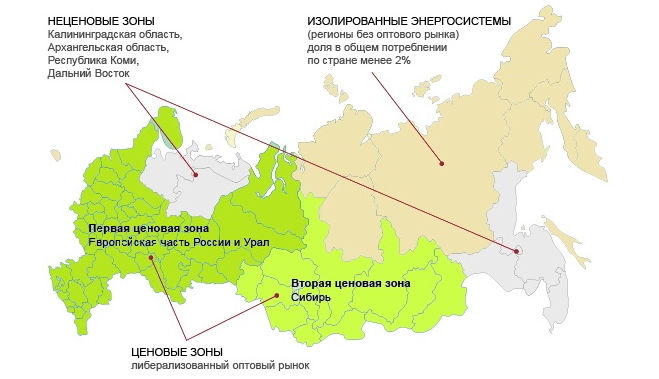 НЕЦЕНОВЫЕ ЗОНЫ
Калининградская область,
Архангельская область,
Республика Коми,
Дальний Восток
ИЗОЛИРОВАННЫЕ ЭНЕРГОСИСТЕМЫ
(регионы без оптового рынка)
доля в общем потреблении
по стране менее 2%
Первая ценовая зона
Европейская часть России и Урал
Вторая ценовая зона
Сибирь
ЦЕНОВЫЕ ЗОНЫ
либерализованный оптовый рынок